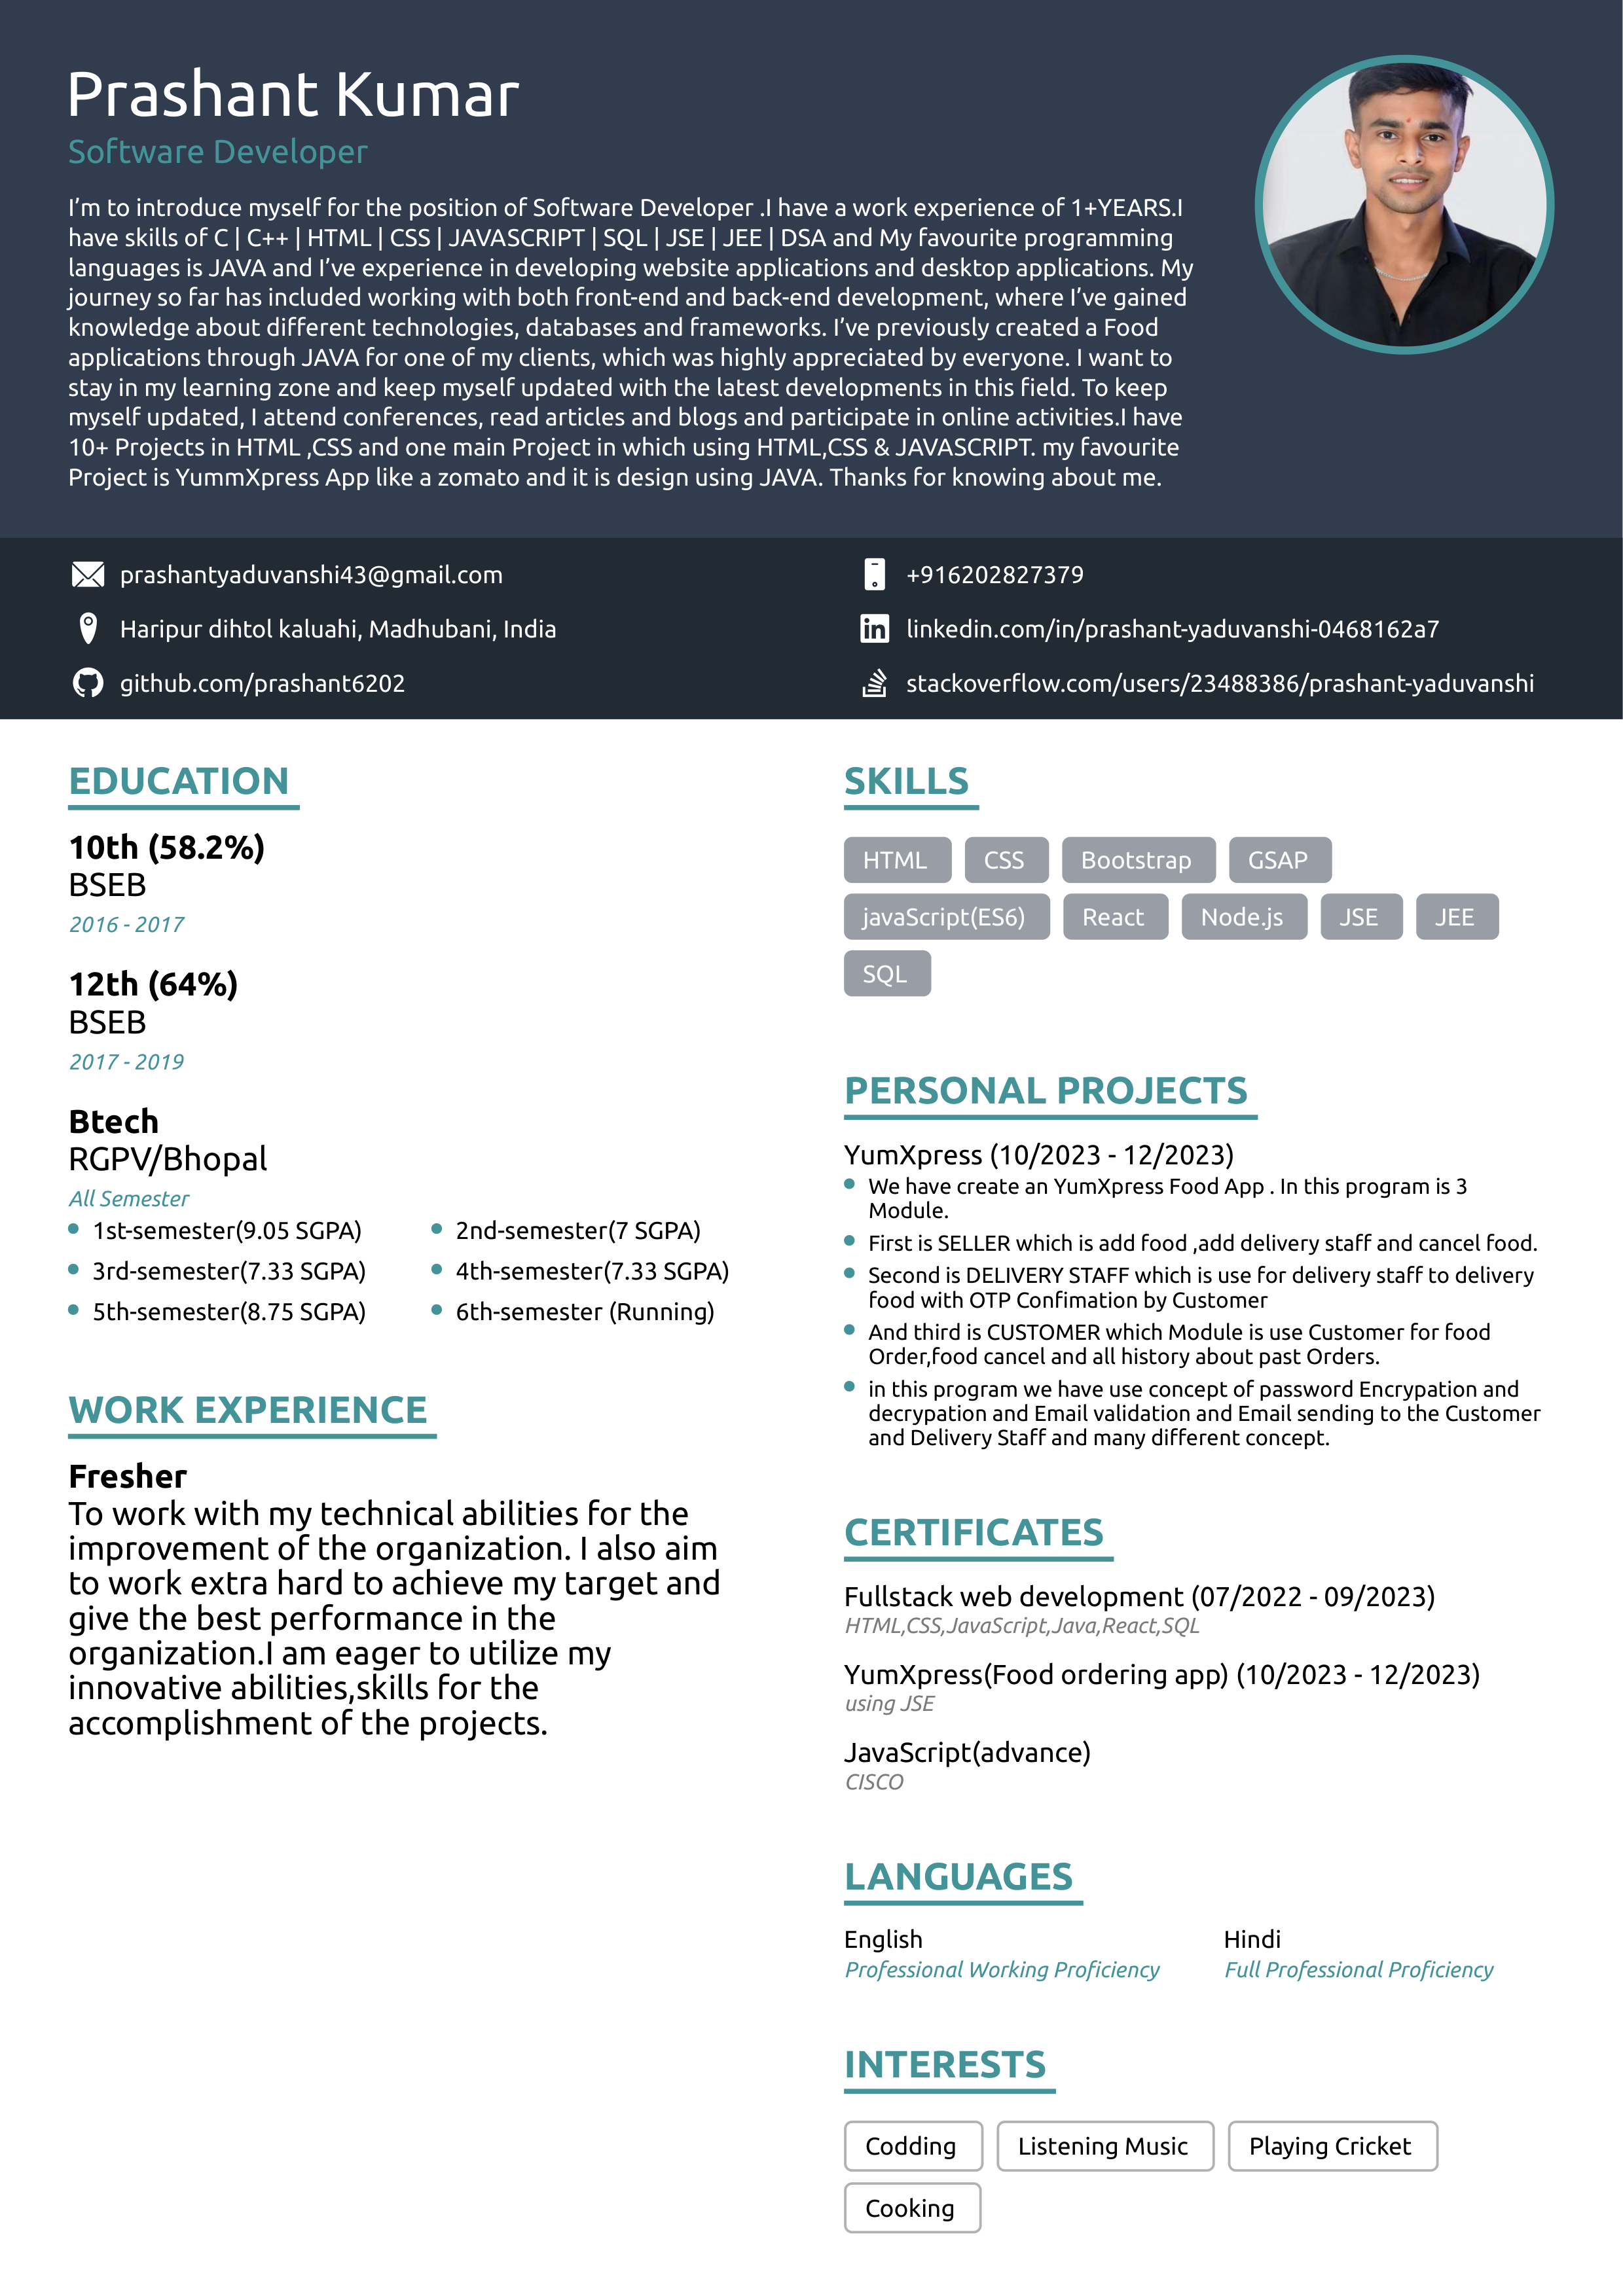 Prashant Kumar
Software Developer
I’m to introduce myself for the position of Software Developer .I have a work experience of 1+YEARS.I
have skills of C | C++ | HTML | CSS | JAVASCRIPT | SQL | JSE | JEE | DSA and My favourite programming
languages is JAVA and I’ve experience in developing website applications and desktop applications. My
journey so far has included working with both front-end and back-end development, where I’ve gained
knowledge about different technologies, databases and frameworks. I’ve previously created a Food
applications through JAVA for one of my clients, which was highly appreciated by everyone. I want to
stay in my learning zone and keep myself updated with the latest developments in this field. To keep
myself updated, I attend conferences, read articles and blogs and participate in online activities.I have
10+ Projects in HTML ,CSS and one main Project in which using HTML,CSS & JAVASCRIPT. my favourite
Project is YummXpress App like a zomato and it is design using JAVA. Thanks for knowing about me.
prashantyaduvanshi43@gmail.com
+916202827379
Haripur dihtol kaluahi, Madhubani, India
linkedin.com/in/prashant-yaduvanshi-0468162a7
github.com/prashant6202
stackoverflow.com/users/23488386/prashant-yaduvanshi
EDUCATION
10th (58.2%)
BSEB
2016 - 2017
12th (64%)
BSEB
2017 - 2019
Btech
RGPV/Bhopal
All Semester
1st-semester(9.05 SGPA)
2nd-semester(7 SGPA)
3rd-semester(7.33 SGPA)
4th-semester(7.33 SGPA)
5th-semester(8.75 SGPA)
6th-semester (Running)
WORK EXPERIENCE
Fresher
To work with my technical abilities for the
improvement of the organization. I also aim
to work extra hard to achieve my target and
give the best performance in the
organization.I am eager to utilize my
innovative abilities,skills for the
accomplishment of the projects.
SKILLS
HTML CSS Bootstrap GSAP
javaScript(ES6) React Node.js JSE JEE
SQL
PERSONAL PROJECTS
YumXpress (10/2023 - 12/2023)
We have create an YumXpress Food App . In this program is 3
Module.
First is SELLER which is add food ,add delivery staff and cancel food.
Second is DELIVERY STAFF which is use for delivery staff to delivery
food with OTP Confimation by Customer
And third is CUSTOMER which Module is use Customer for food
Order,food cancel and all history about past Orders.
in this program we have use concept of password Encrypation and
decrypation and Email validation and Email sending to the Customer
and Delivery Staff and many different concept.
CERTIFICATES
Fullstack web development (07/2022 - 09/2023)
HTML,CSS,JavaScript,Java,React,SQL
YumXpress(Food ordering app) (10/2023 - 12/2023)
using JSE
JavaScript(advance)
CISCO
LANGUAGES
English
Professional Working Proficiency
Hindi
Full Professional Proficiency
INTERESTS
Codding Listening Music Playing Cricket
Cooking